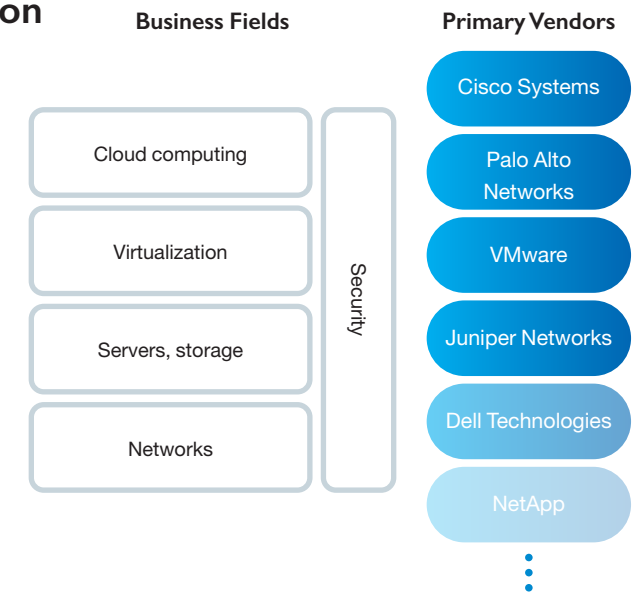 on
Business Fields
Primary Vendors
Cloud computing
Virtualization
Servers, storage
Networks
Security
Cisco Systems
Palo Alto
Networks
VMware
Juniper Networks
Dell Technologies
NetApp